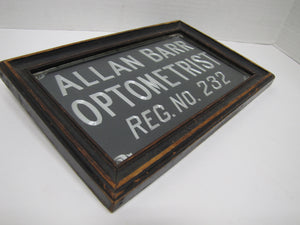 ALLAN BARR
OPTOMETRIST
REG. NO. 232